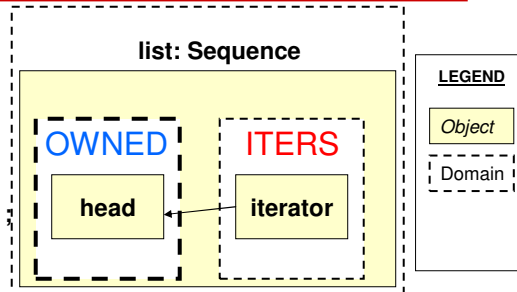 list: Sequence
LEGEND
Object
Domain
OWNED
ITERS
head
iterator
;